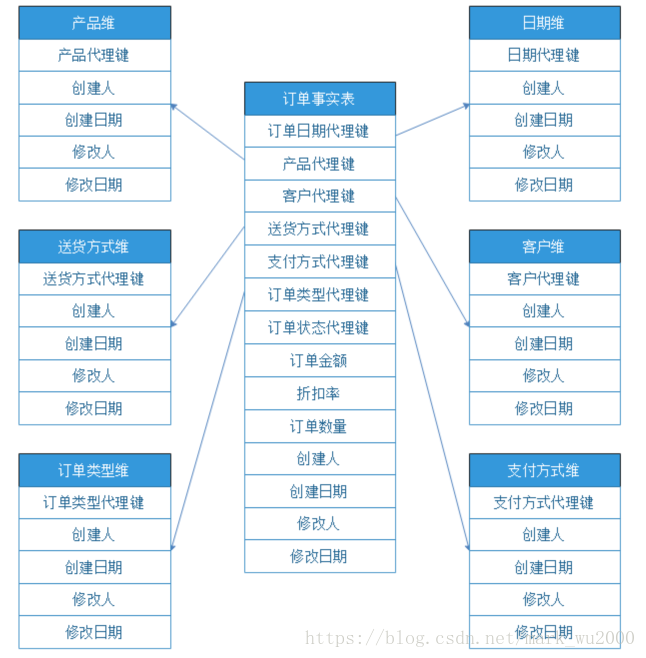 产品维
产品代理键
创建人
创建日期
修改人
修改日期
送货方式维
送货方式代理键
创建人
创建日期
修改人
修改日期
订单类型维
订单类型代理键
创建人
创建日期
修改人
修改日期
订单事实表
订单日期代理键
产品代理键
客户代理键
送货方式代理键
支付方式代理键
订单类型代理键
订单状态代理键
订单金额
折扣率
订单数量
创建人
创建日期
修改人
修改日期
日期维
日期代理键
创建人
创建日期
修改人
修改日期
客户维
客户代理键
创建人
创建日期
修改人
修改日期
支付方式维
支付方式代理键
创建人
创建日期
修改人
修改日期
https://blog.csdn.net/mark_wu2000